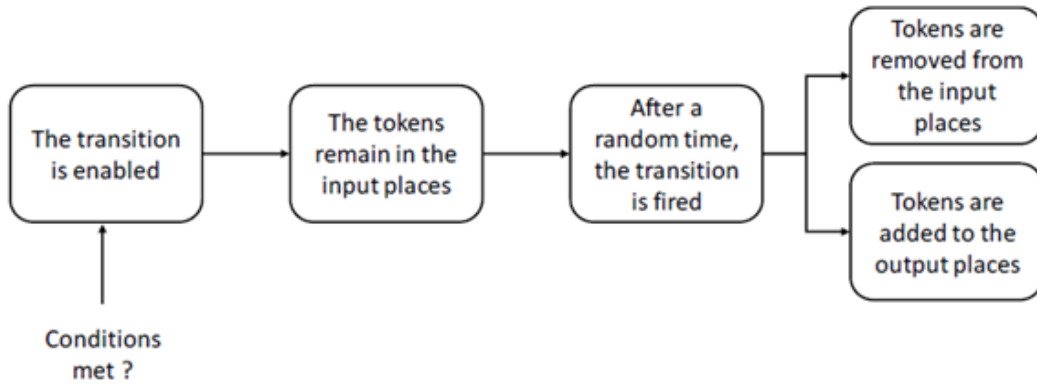 The transition
is enabled
The tokens
remain in the
input places
After a
random time,
the transition
is fired
Tokens are
removed from
the input
places
Tokens are
added to the
output places
Conditions
met ?